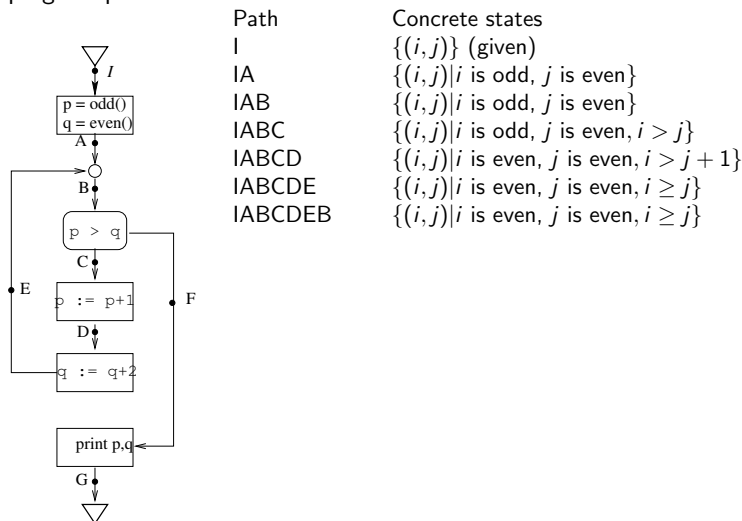 Path Concrete states
I {(i, j)} (given)
IA {(i, j)|i is odd, j is even}
IAB {(i, j)|i is odd, j is even}
IABC {(i, j)|i is odd, j is even, i > j}
IABCD {(i, j)|i is even, j is even, i > j + 1}
IABCDE {(i, j)|i is even, j is even, i ≥ j}
IABCDEB {(i, j)|i is even, j is even, i ≥ j}
I
p = odd()
q = even()
A
B
p > q
C
E
F
p := p+1
D
q := q+2
print p,q
G